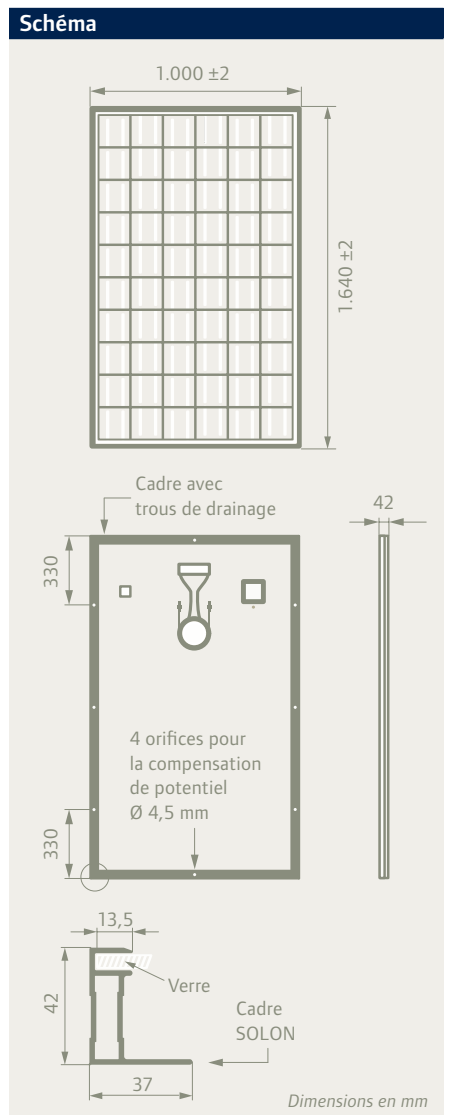 Schéma
1.000 ±2
1.640 ±2
Cadre avec
trous de drainage
42
330
4 orifices pour
la compensation
de potentiel
Ø 4,5 mm
330
13,5
Verre
42
Cadre
SOLON
37
Dimensions en mm